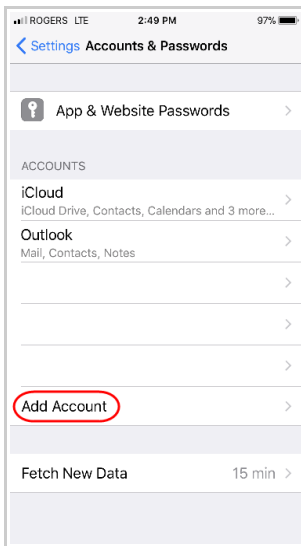 ROGERS LTE 2:49 PM 97%
Settings Accounts & Passwords
App & Website Passwords
ACCOUNTS
iCloud
iCloud Drive, Contacts, Calendars and 3 more...
Outlook
Mail, Contacts, Notes
Add Account
Fetch New Data 15 min